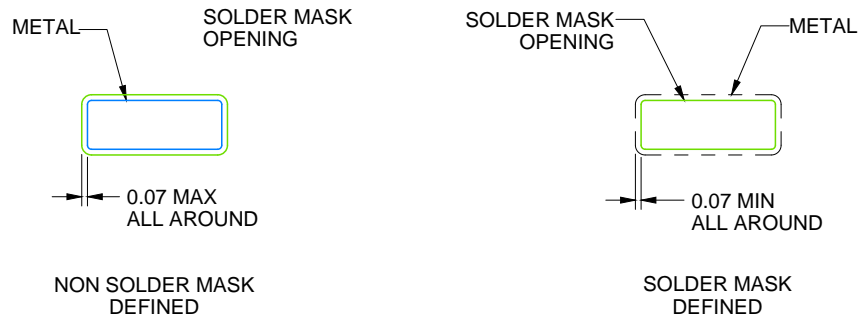 METAL
SOLDER MASK
OPENING
0.07 MAX
ALL AROUND
NON SOLDER MASK
DEFINED
SOLDER MASK
OPENING
METAL
0.07 MIN
ALL AROUND
SOLDER MASK
DEFINED